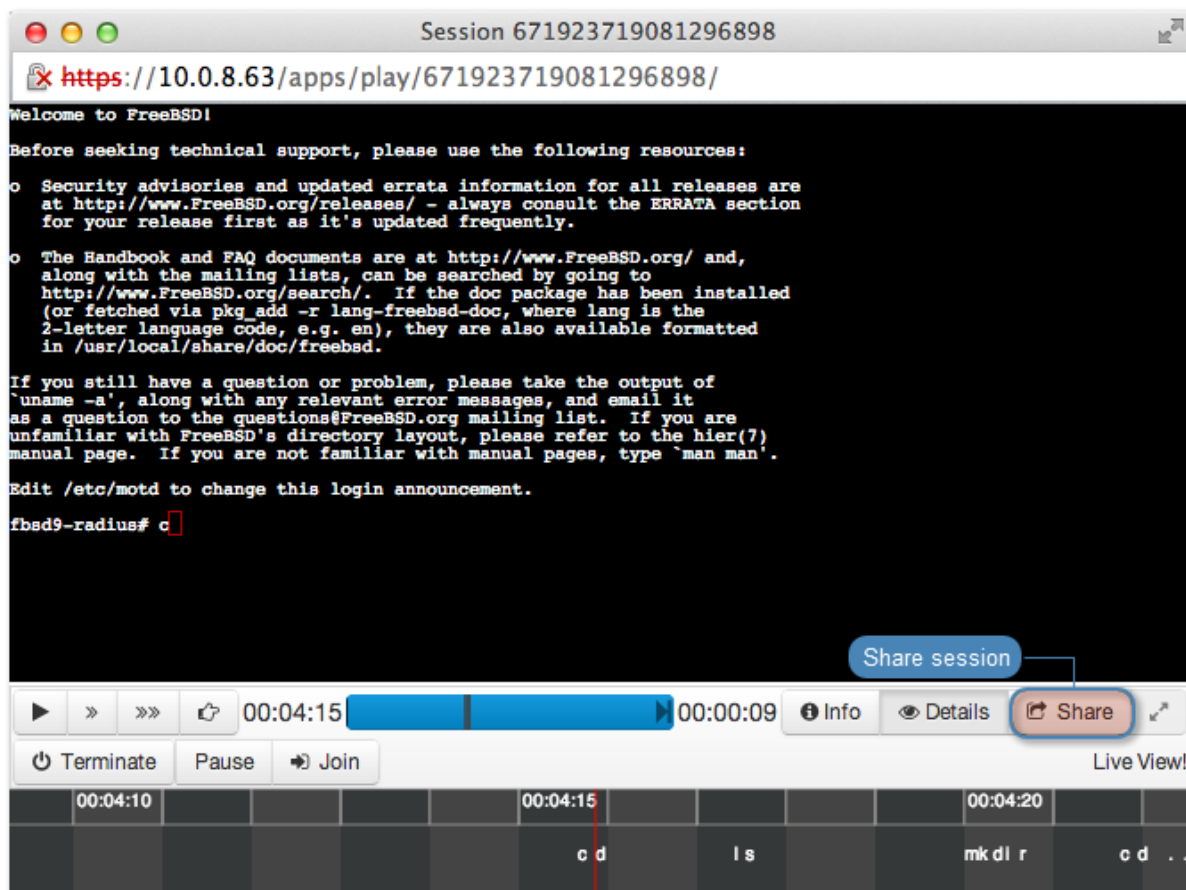 Session 671923719081296898
https://10.0.8.63/apps/play/671923719081296898/
Welcome to FreeBSD!
Before seeking technical support, please use the following resources:
o  Security advisories and updated errata information for all releases are
at http://www.FreeBSD.org/releases/ - always consult the ERRATA section
for your release first as it's updated frequently.
o  The Handbook and FAQ documents are at http://www.FreeBSD.org/ and,
along with the mailing lists, can be searched by going to
http://www.FreeBSD.org/search/.  If the doc package has been installed
(or fetched via pkg_add -r lang-freebsd-doc, where lang is the
2-letter language code, e.g. en), they are also available formatted
in /usr/local/share/doc/freebsd.
If you still have a question or problem, please take the output of
`uname -a', along with any relevant error messages, and email it
as a question to the questions@FreeBSD.org mailing list.  If you are
unfamiliar with FreeBSD's directory layout, please refer to the hier(7)
manual page.  If you are not familiar with manual pages, type `man man'.
Edit /etc/motd to change this login announcement.
fbsd9-radius# c
Share session
00:04:15 00:00:09 Info Details Share
Terminate Pause Join Live View!
00:04:10 00:04:15 00:04:20
cd ls mkdir cd ..